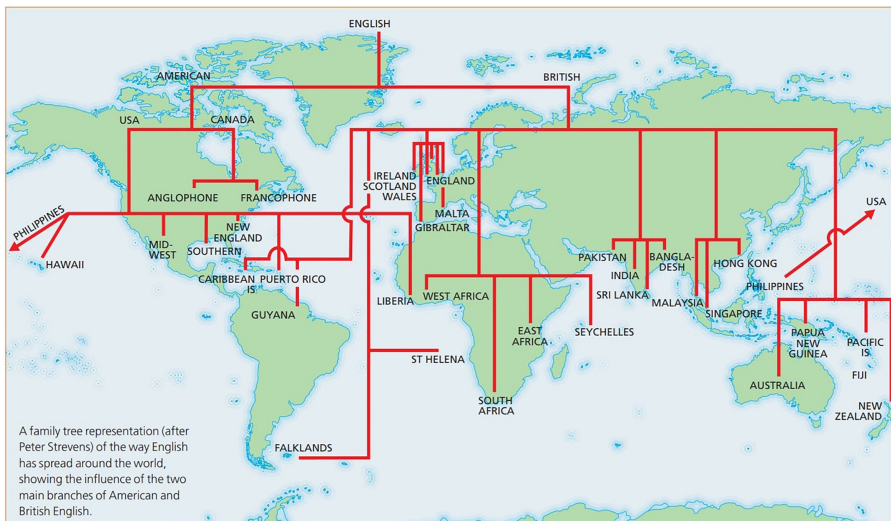 ENGLISH
AMERICAN
BRITISH
USA
CANADA
IRELAND
SCOTLAND
WALES
ENGLAND
ANGLOPHONE
FRANCOPHONE
MALTA
GIBRALTAR
USA
PHILIPPINES
HAWAII
MID-
WEST
SOUTHERN
NEW
ENGLAND
CARIBBEAN
IS
PUERTO RICO
GUYANA
LIBERIA
WEST AFRICA
PAKISTAN
INDIA
BANGLA-
DESH
SRI LANKA
HONG KONG
MALAYSIA
SINGAPORE
PHILIPPINES
EAST
AFRICA
SEYCHELLES
PAPUA
NEW
GUINEA
PACIFIC
IS
FIJI
ST HELENA
AUSTRALIA
SOUTH
AFRICA
NEW
ZEALAND
FALKLANDS
A family tree representation (after
Peter Strevens) of the way English
has spread around the world,
showing the influence of the two
main branches of American and
British English.